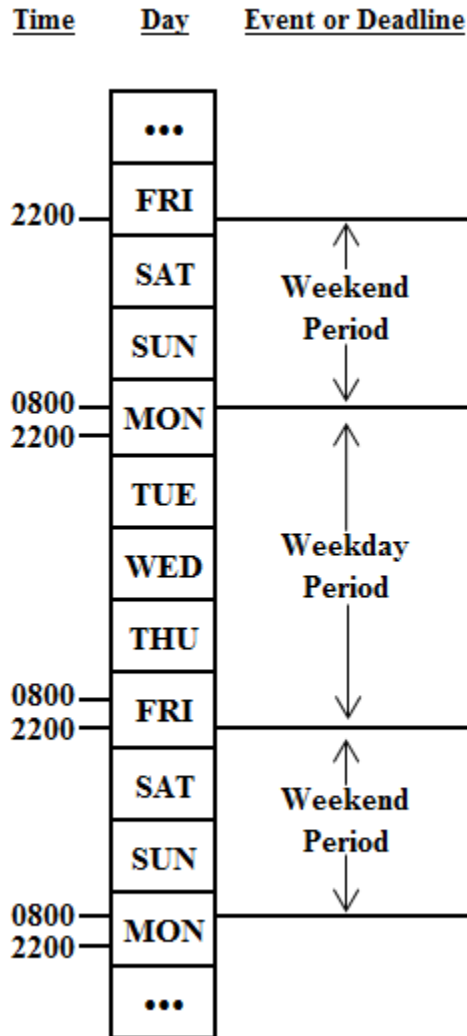 Time Day Event or Deadline
•••
FRI
2200
SAT
Weekend
Period
SUN
0800
MON
2200
TUE
Weekday
Period
WED
THU
0800
FRI
2200
SAT
Weekend
Period
SUN
0800
MON
2200
•••